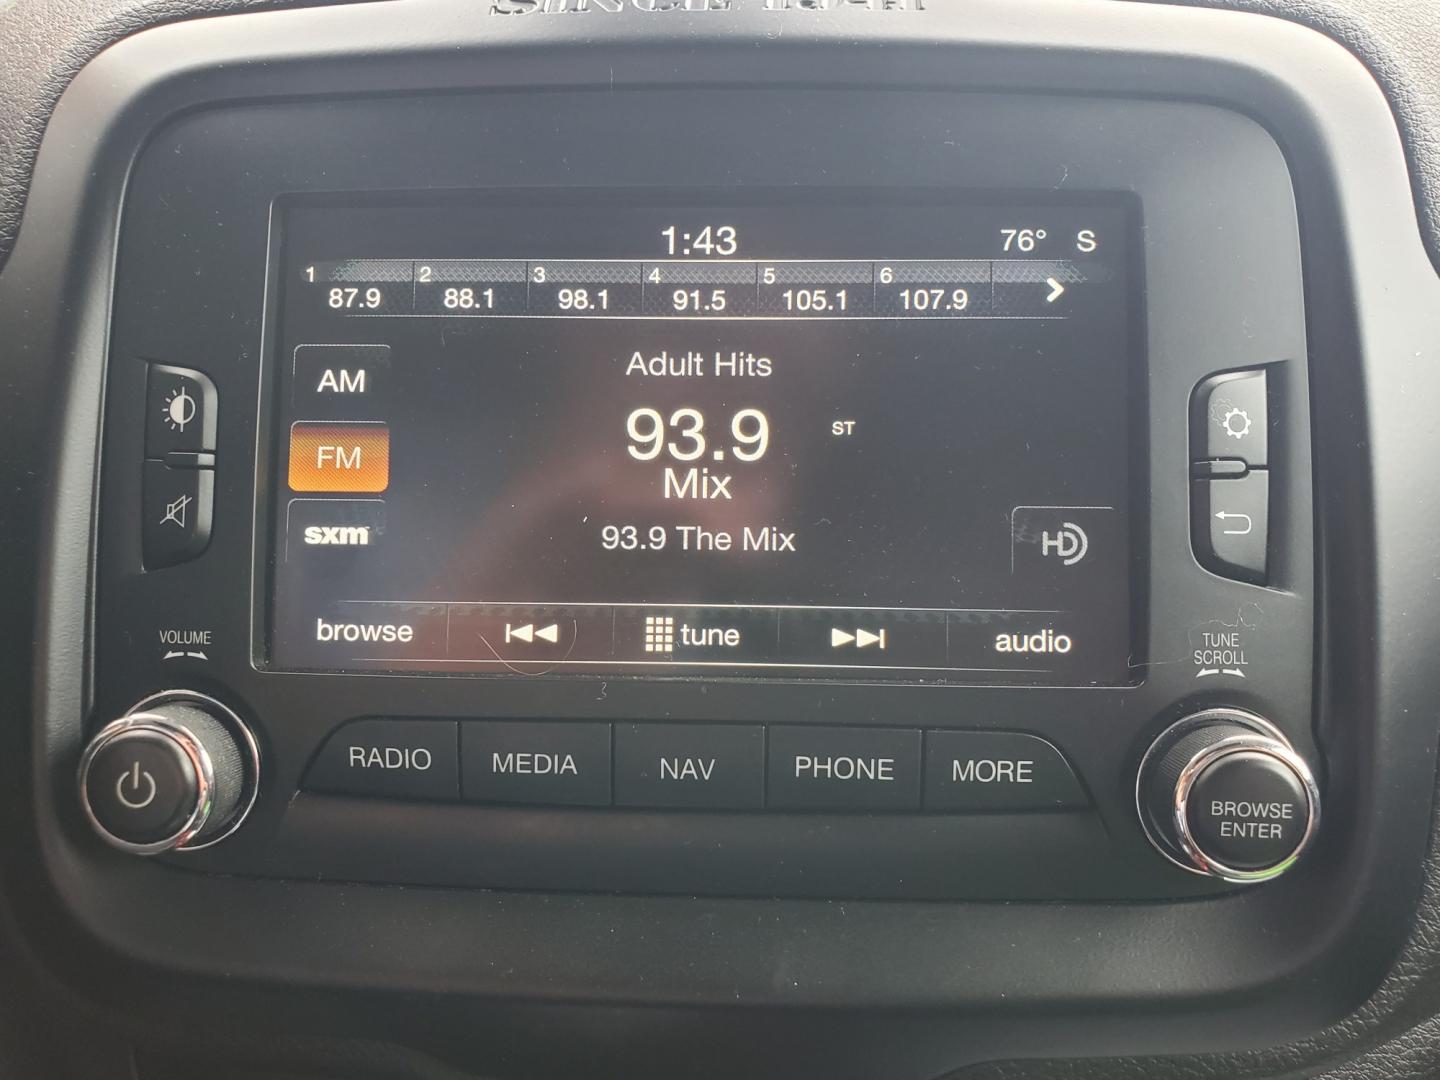 SINCE 1941
1:43 76° S
1 2 3 4 5 6
87.9 88.1 98.1 91.5 105.1 107.9
Adult Hits
AM
93.9 ST
FM
Mix
sxm 93.9 The Mix HD
browse tune audio
VOLUME
TUNE
SCROLL
RADIO MEDIA NAV PHONE MORE
BROWSE
ENTER